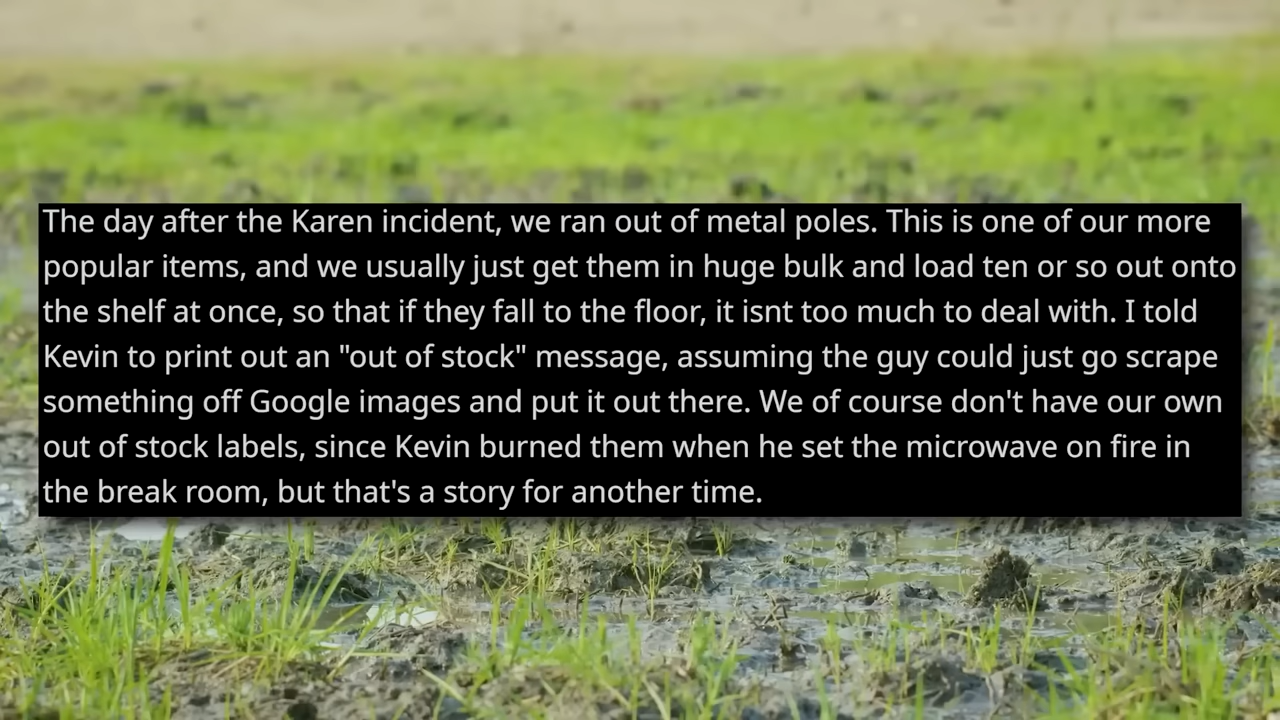 The day after the Karen incident, we ran out of metal poles. This is one of our more
popular items, and we usually just get them in huge bulk and load ten or so out onto
the shelf at once, so that if they fall to the floor, it isnt too much to deal with. I told
Kevin to print out an "out of stock" message, assuming the guy could just go scrape
something off Google images and put it out there. We of course don't have our own
out of stock labels, since Kevin burned them when he set the microwave on fire in
the break room, but that's a story for another time.